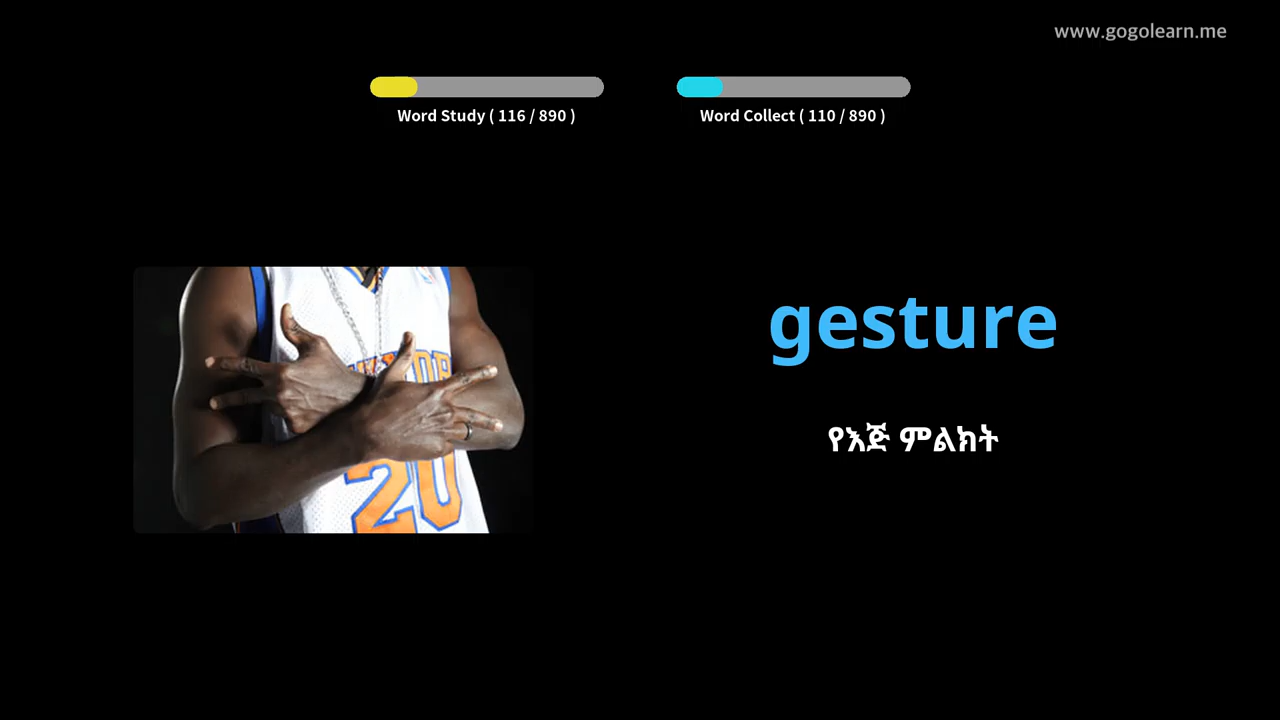 www.gogolearn.me
Word Study ( 116 / 890 )
Word Collect ( 110 / 890 )
gesture
የእጅ ምልክት
20